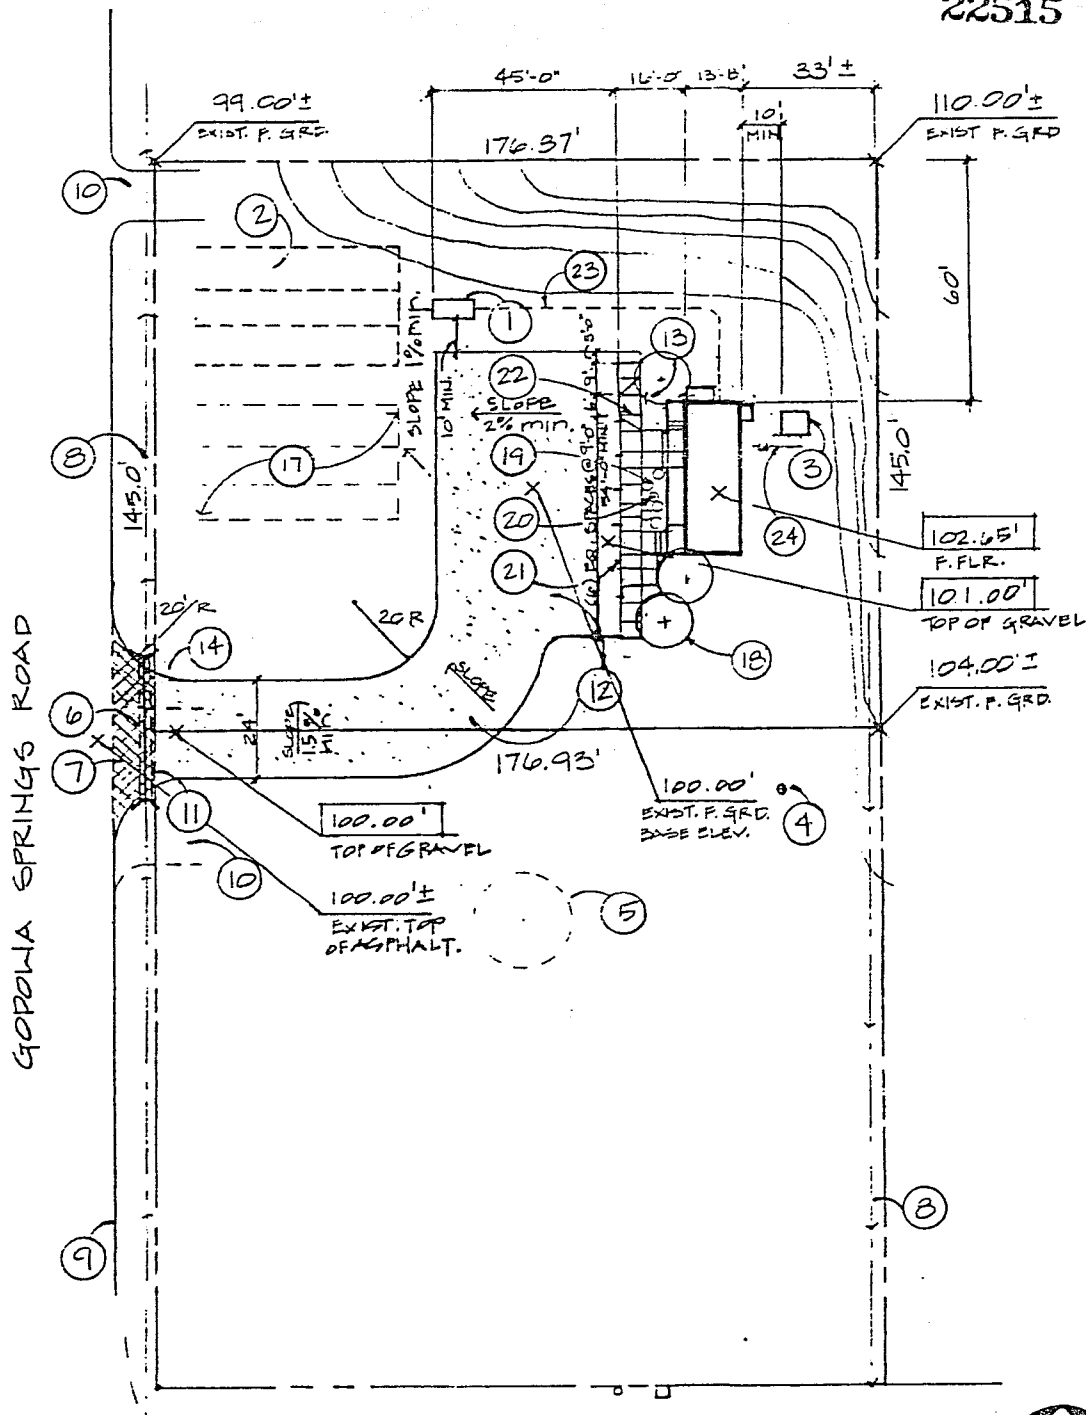 22515
45'-0"
16'-0"
13'-8"
33'±
99.00'±
EXIST. F. GRD.
176.37'
10'
MIN
110.00'±
EXIST F. GRD
10
2
23
60'
1
13
SLOPE 1% min.
10' MIN.
22
SLOPE
2% min.
8
145.0'
17
19
3
145.0'
20
24
102.65'
F. FLR.
21
101.00'
TOP OF GRAVEL
20'R
20 R
14
18
104.00'±
EXIST. F. GRD.
GODOWA SPRINGS ROAD
SLOPE
12
6
24'
SLOPE
7
176.93'
11
100.00'
TOP OF GRAVEL
100.00'
EXIST. F. GRD.
BASE ELEV.
4
10
100.00'±
EXIST. TOP
OF ASPHALT.
5
8
9